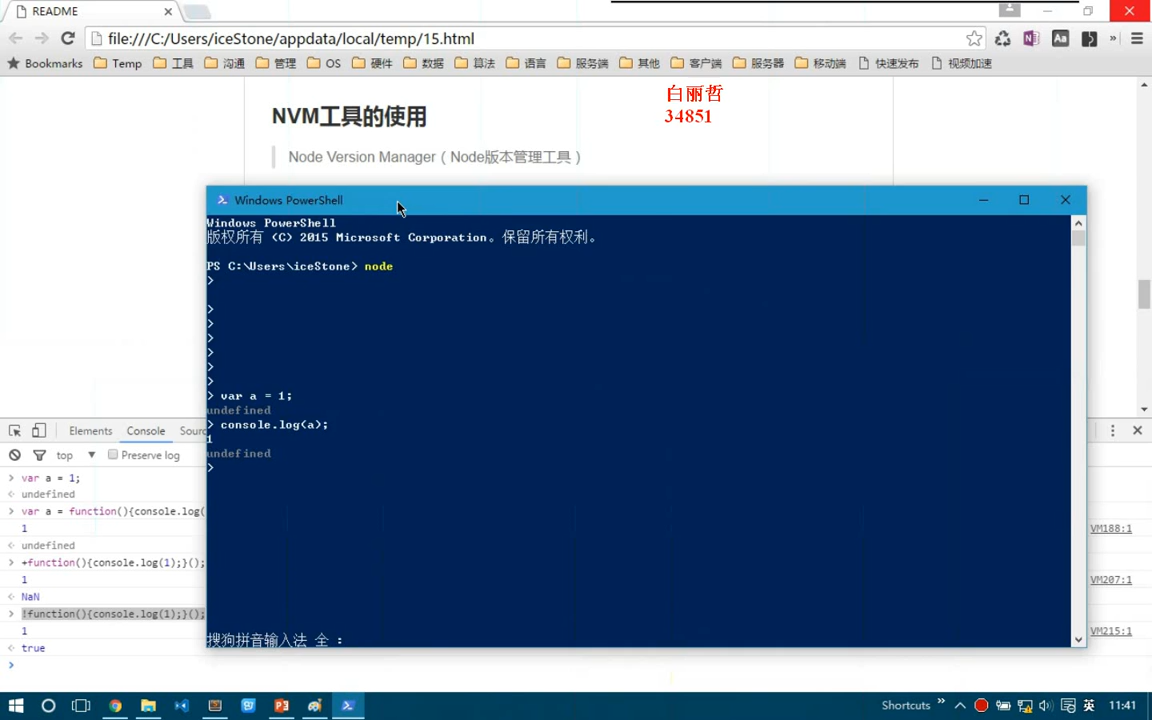 README
file:///C:/Users/iceStone/appdata/local/temp/15.html
Bookmarks Temp 工具 沟通 管理 OS 硬件 数据 算法 语言 服务端 其他 客户端 服务器 移动端 快速发布 视频加速
白丽哲
34851
NVM工具的使用
Node Version Manager（Node版本管理工具）
Windows PowerShell
Windows PowerShell
版权所有 (C) 2015 Microsoft Corporation。保留所有权利。
PS C:\Users\iceStone> node
>
>
>
>
>
>
>
> var a = 1;
undefined
> console.log(a);
1
undefined
>
搜狗拼音输入法 全 :
Elements Console Sour
top Preserve log
> var a = 1;
undefined
> var a = function(){console.log(
1 VM188:1
undefined
> +function(){console.log(1);}();
1 VM207:1
NaN
> !function(){console.log(1);}();
1 VM215:1
true
>
Shortcuts » 英 11:41